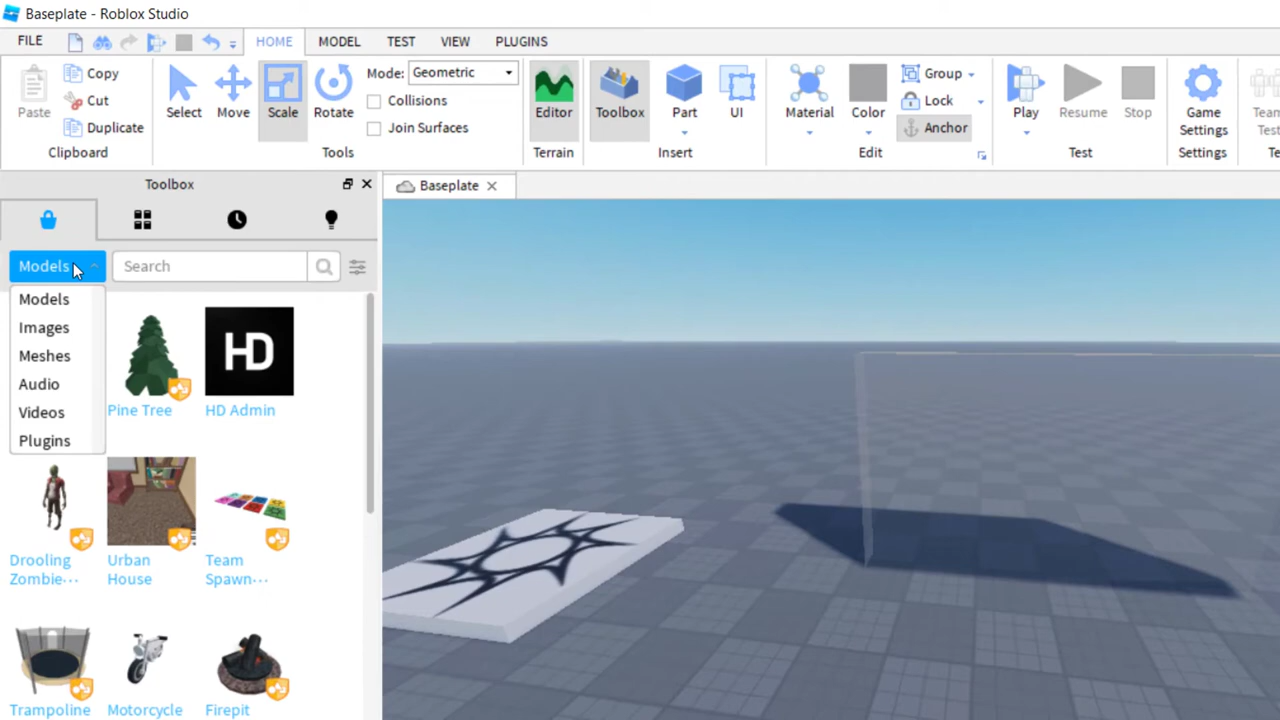 Baseplate - Roblox Studio
FILE
HOME
MODEL
TEST
VIEW
PLUGINS
Paste
Copy
Cut
Duplicate
Clipboard
Select
Move
Scale
Rotate
Mode: Geometric
Collisions
Join Surfaces
Tools
Editor
Terrain
Toolbox
Part
UI
Insert
Material
Color
Group
Lock
Anchor
Edit
Play
Resume
Stop
Test
Game
Settings
Settings
Team
Toolbox
Baseplate
Models
Search
Models
Images
Meshes
Audio
Videos
Plugins
HD
Pine Tree
HD Admin
Drooling
Zombie...
Urban
House
Team
Spawn...
Trampoline
Motorcycle
Firepit